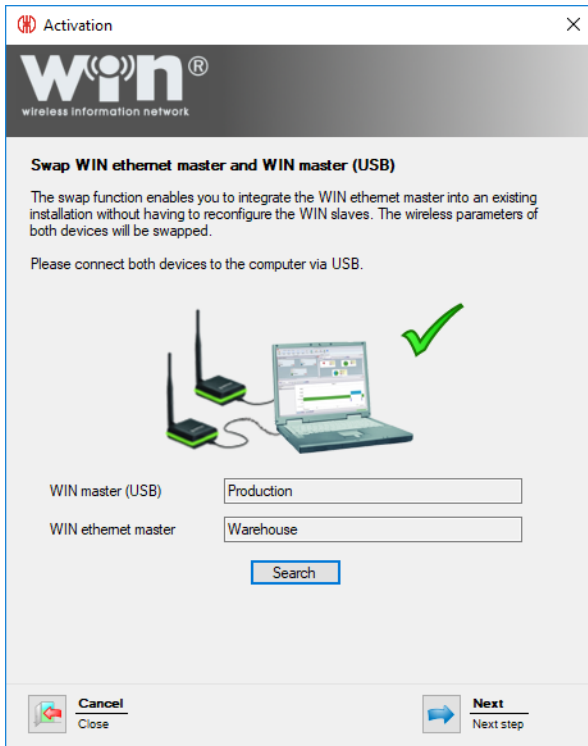 Activation
WiN®
wireless information network
Swap WIN ethernet master and WIN master (USB)
The swap function enables you to integrate the WIN ethernet master into an existing
installation without having to reconfigure the WIN slaves. The wireless parameters of
both devices will be swapped.
Please connect both devices to the computer via USB.
WIN master (USB)
Production
WIN ethernet master
Warehouse
Search
Cancel
Close
Next
Next step